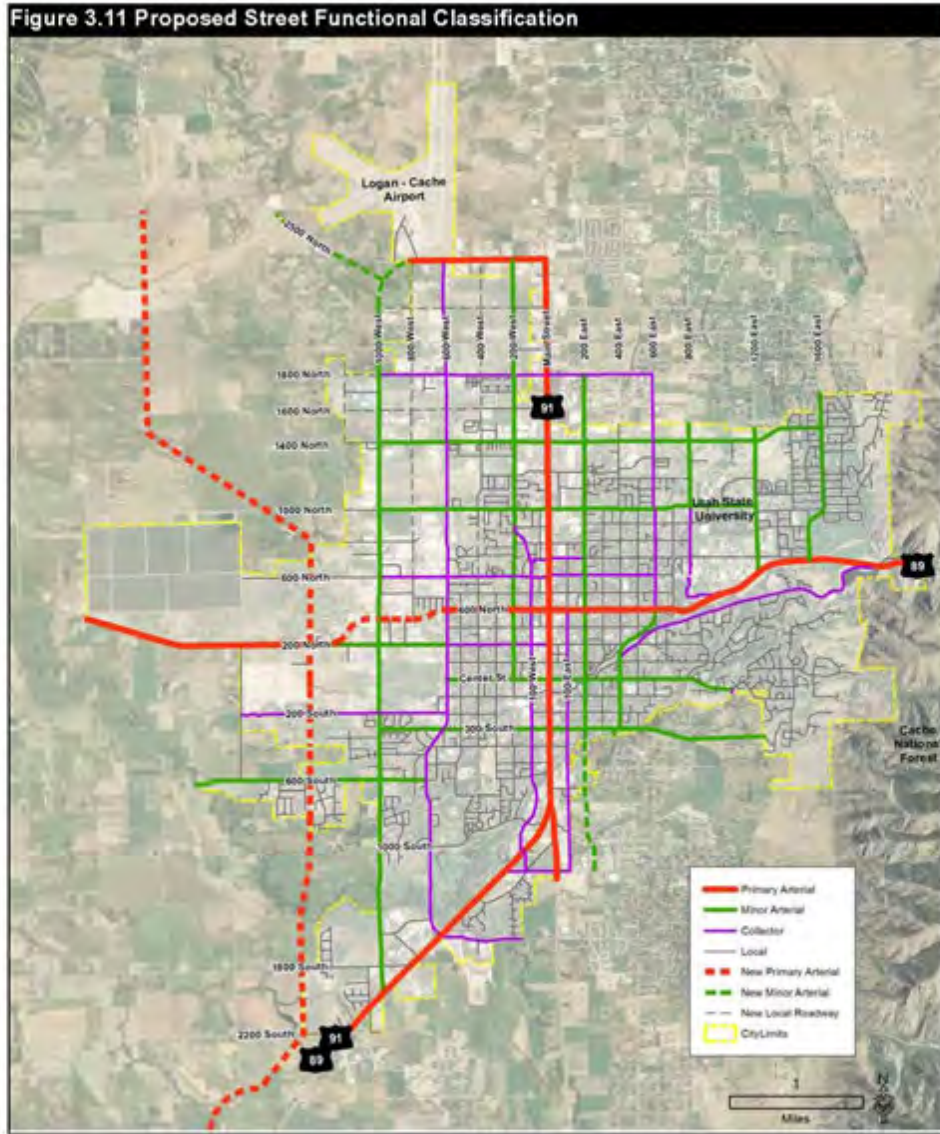 Figure 3.11 Proposed Street Functional Classification
Logan - Cache
Airport
2500 North
1000 West
800 West
600 West
400 West
200 West
Main Street
200 East
400 East
600 East
800 East
1200 East
1600 East
1800 North
1600 North
91
1400 North
Utah State
University
1000 North
600 North
89
400 North
200 North
Center St
100 West
100 East
200 South
300 South
Cache
National
Forest
600 South
1000 South
1800 South
2200 South
91
89
Primary Arterial
Minor Arterial
Collector
Local
New Primary Arterial
New Minor Arterial
New Local Roadway
CityLimits
1
Miles
N